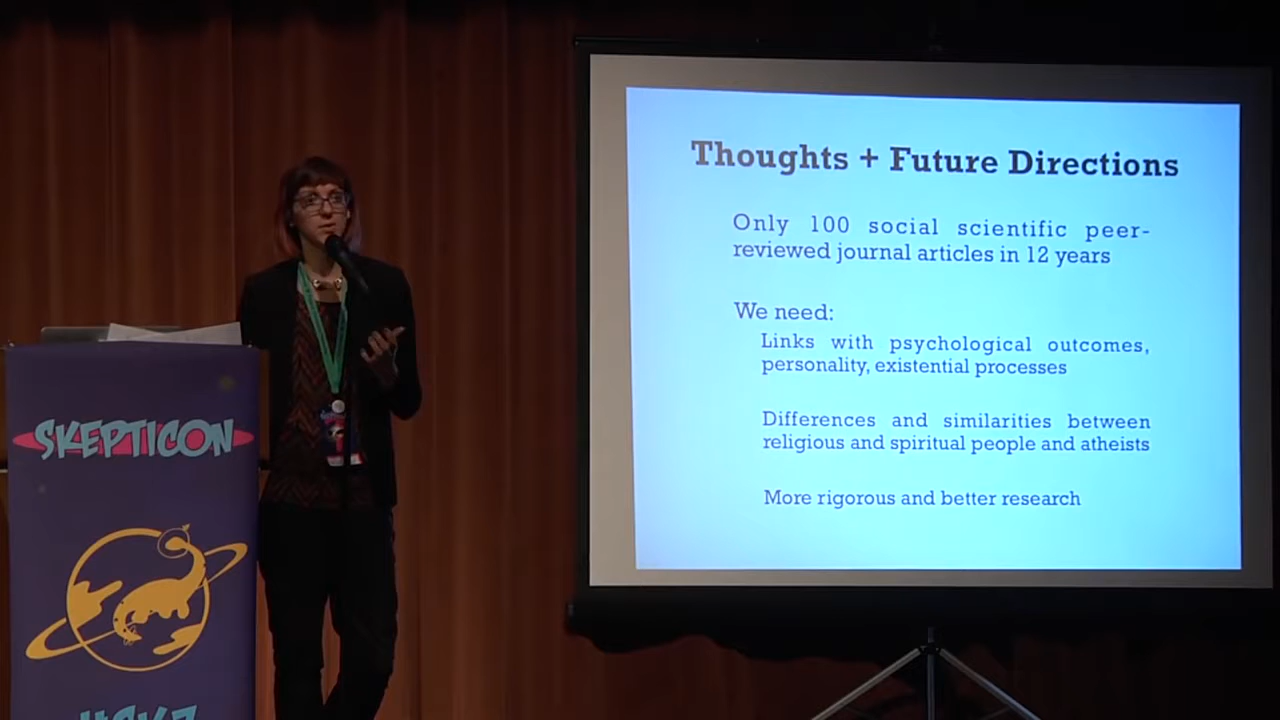 Thoughts + Future Directions
Only 100 social scientific peer-
reviewed journal articles in 12 years
We need:
Links with psychological outcomes,
personality, existential processes
Differences and similarities between
religious and spiritual people and atheists
More rigorous and better research
SKEPTICON